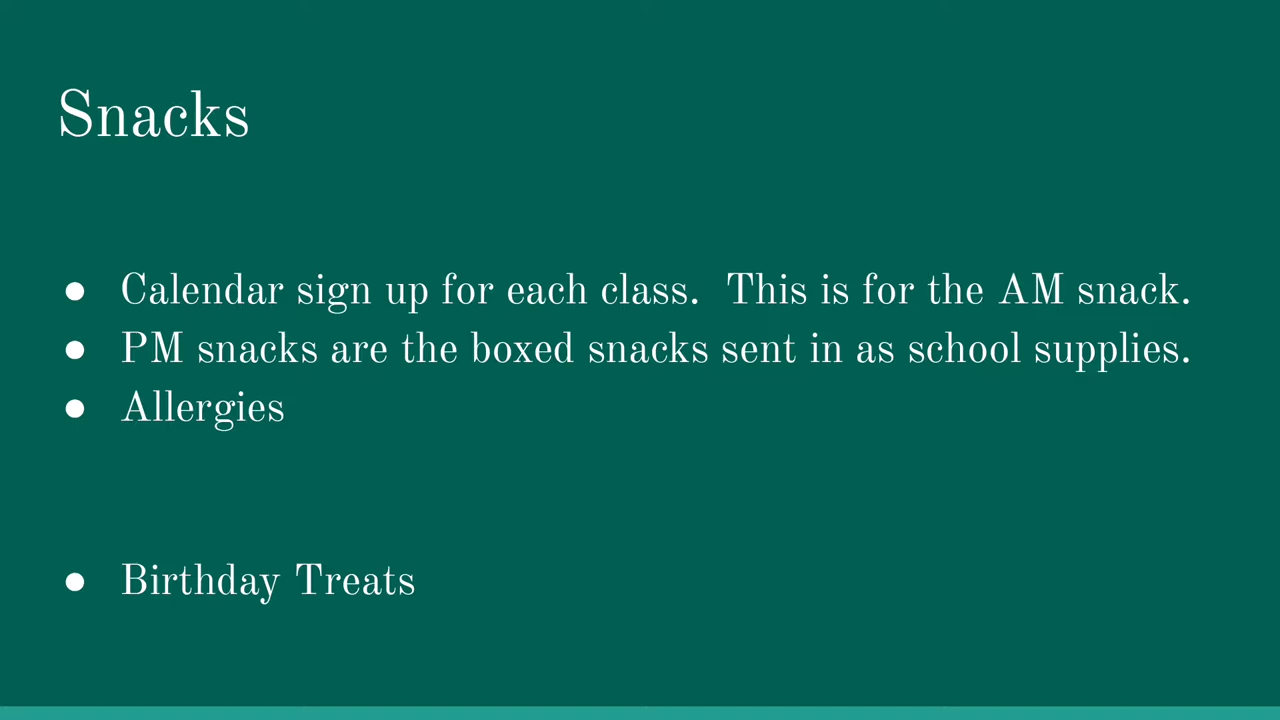 Snacks
● Calendar sign up for each class.  This is for the AM snack.
● PM snacks are the boxed snacks sent in as school supplies.
● Allergies
● Birthday Treats